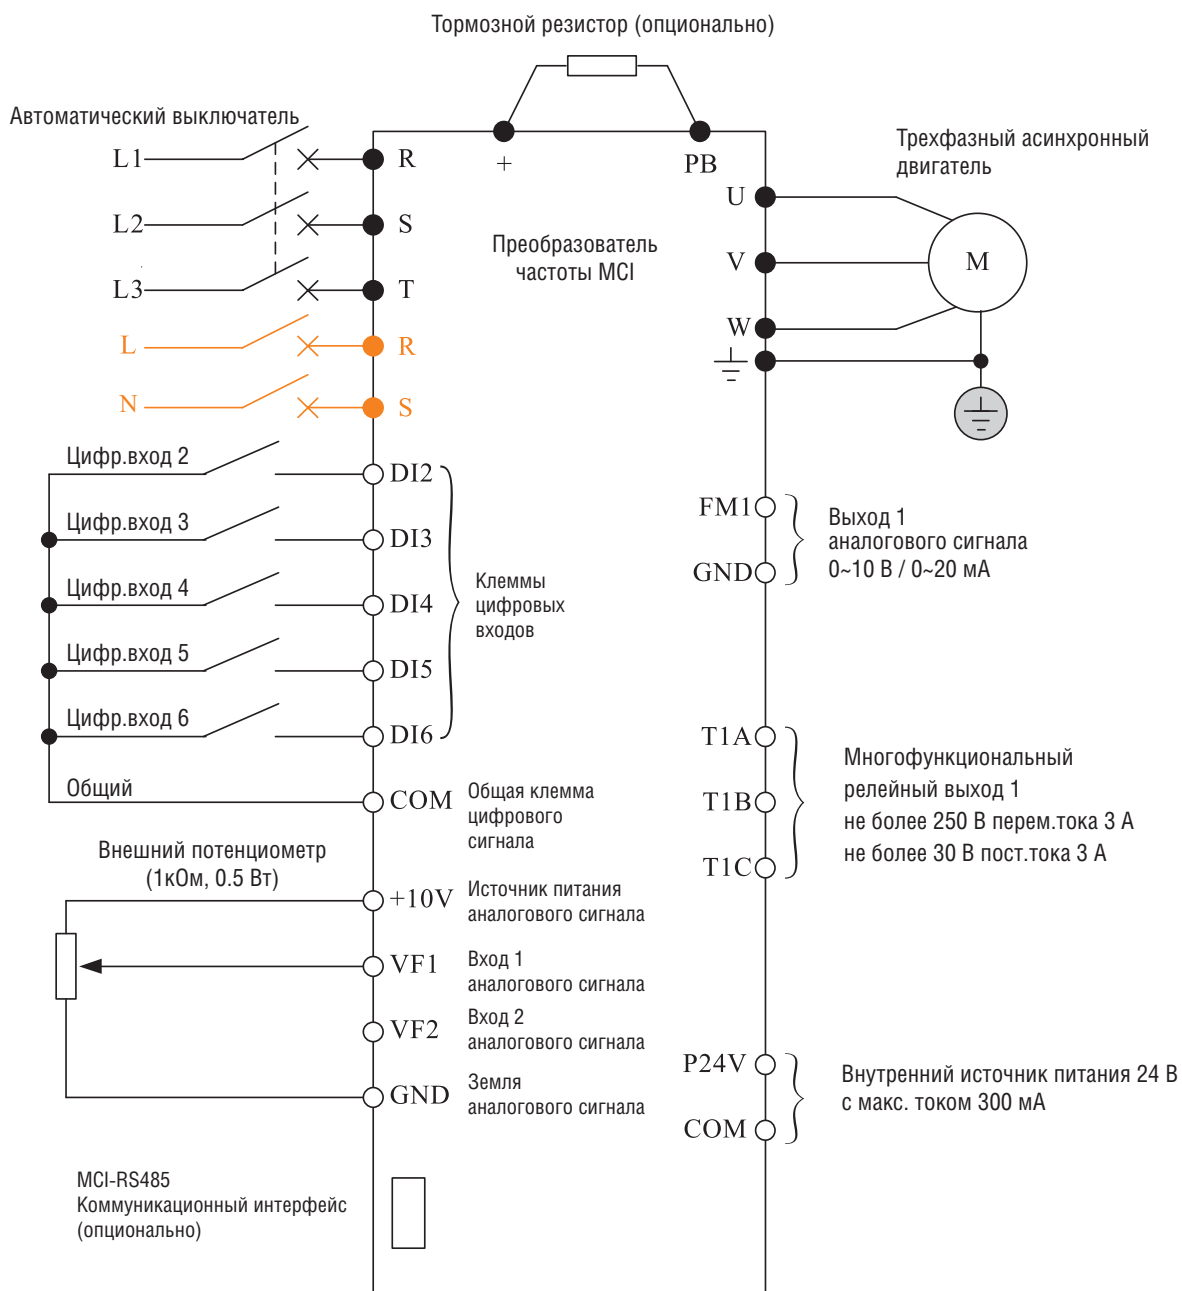 Тормозной резистор (опционально)
Автоматический выключатель
L1
R
+
PB
Трехфазный асинхронный
двигатель
U
L2
S
Преобразователь
частоты MCI
V
M
L3
T
W
L
R
N
S
Цифр.вход 2
DI2
Цифр.вход 3
DI3
Цифр.вход 4
DI4
Цифр.вход 5
DI5
Цифр.вход 6
DI6
Клеммы
цифровых
входов
FM1
GND
Выход 1
аналогового сигнала
0~10 В / 0~20 мА
Общий
COM
Общая клемма
цифрового
сигнала
T1A
T1B
T1C
Многофункциональный
релейный выход 1
не более 250 В перем.тока 3 А
не более 30 В пост.тока 3 А
Внешний потенциометр
(1кОм, 0.5 Вт)
+10V
Источник питания
аналогового сигнала
VF1
Вход 1
аналогового сигнала
VF2
Вход 2
аналогового сигнала
GND
Земля
аналогового сигнала
P24V
COM
Внутренний источник питания 24 В
с макс. током 300 мА
MCI-RS485
Коммуникационный интерфейс
(опционально)